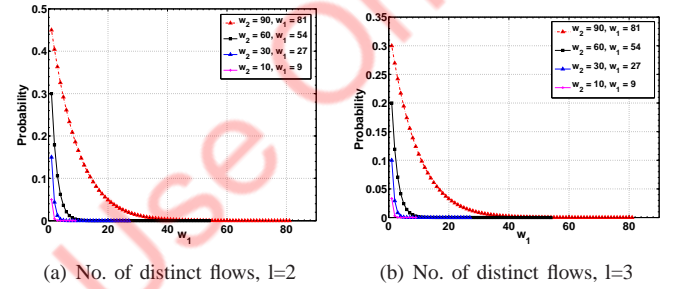 0.5
0.4
0.3
0.2
0.1
0
0 20 40 60 80
Probability
w1
w2 = 90, w1 = 81
w2 = 60, w1 = 54
w2 = 30, w1 = 27
w2 = 10, w1 = 9
(a) No. of distinct flows, l=2
0.35
0.3
0.25
0.2
0.15
0.1
0.05
0
0 20 40 60 80
Probability
w1
w2 = 90, w1 = 81
w2 = 60, w1 = 54
w2 = 30, w1 = 27
w2 = 10, w1 = 9
(b) No. of distinct flows, l=3
Use On